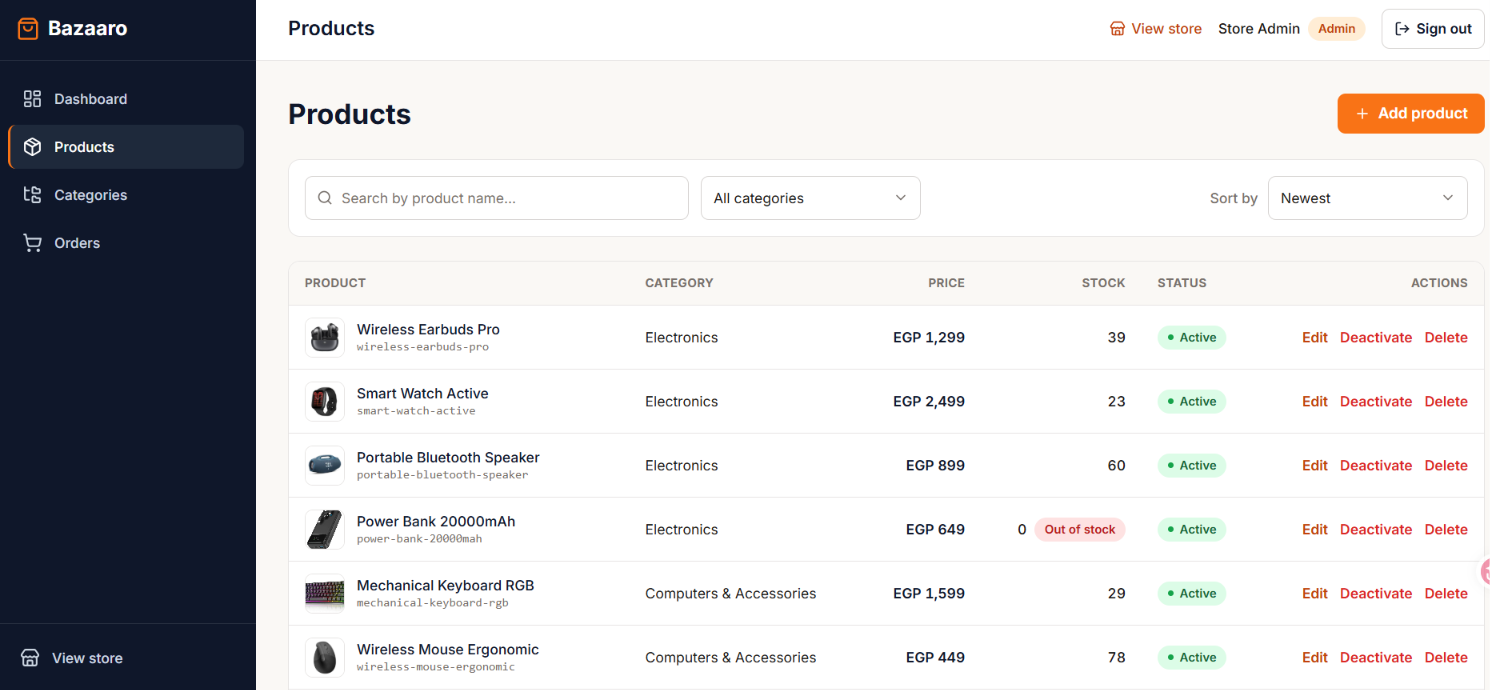 Bazaaro
Products
View store Store Admin Admin Sign out
Dashboard
Products
Categories
Orders
View store
Products
+ Add product
Search by product name...
All categories
Sort by Newest
PRODUCT CATEGORY PRICE STOCK STATUS ACTIONS
Wireless Earbuds Pro
wireless-earbuds-pro
Electronics EGP 1,299 39 Active Edit Deactivate Delete
Smart Watch Active
smart-watch-active
Electronics EGP 2,499 23 Active Edit Deactivate Delete
Portable Bluetooth Speaker
portable-bluetooth-speaker
Electronics EGP 899 60 Active Edit Deactivate Delete
Power Bank 20000mAh
power-bank-20000mah
Electronics EGP 649 0 Out of stock Active Edit Deactivate Delete
Mechanical Keyboard RGB
mechanical-keyboard-rgb
Computers & Accessories EGP 1,599 29 Active Edit Deactivate Delete
Wireless Mouse Ergonomic
wireless-mouse-ergonomic
Computers & Accessories EGP 449 78 Active Edit Deactivate Delete